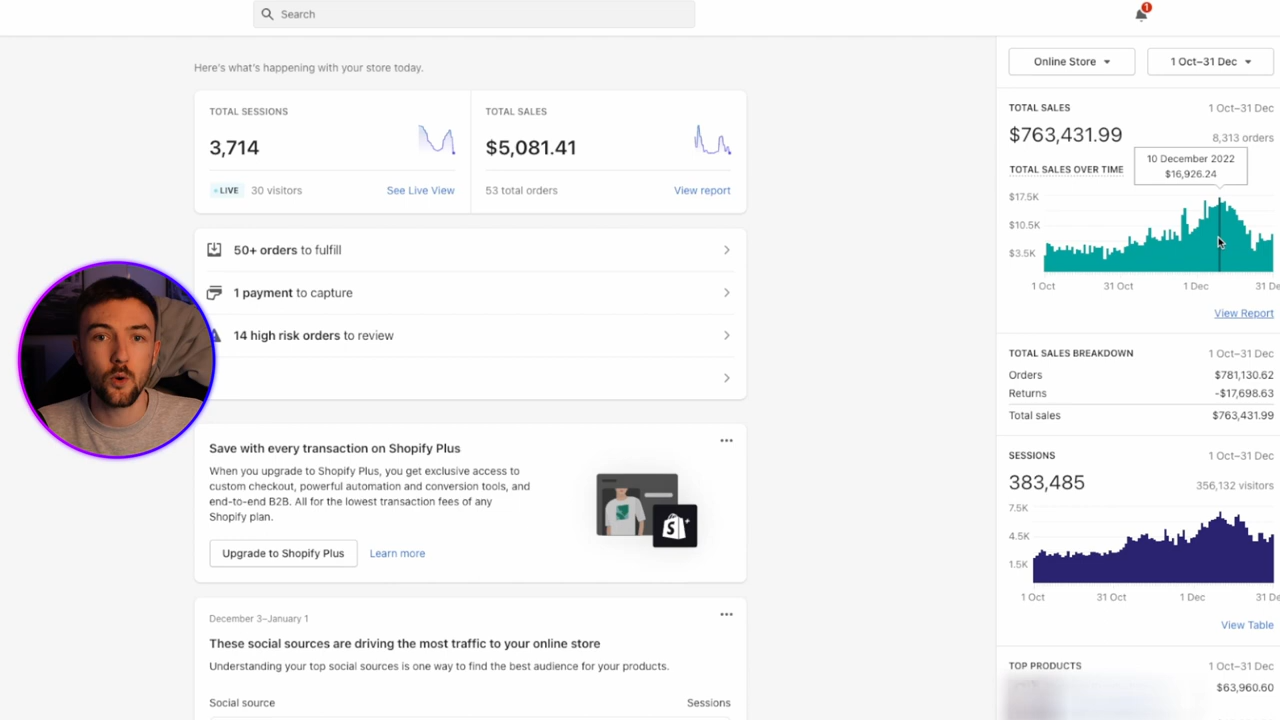 Search
1
Here's what's happening with your store today.
TOTAL SESSIONS
3,714
LIVE 30 visitors
See Live View
TOTAL SALES
$5,081.41
53 total orders
View report
50+ orders to fulfill
1 payment to capture
14 high risk orders to review
Save with every transaction on Shopify Plus
When you upgrade to Shopify Plus, you get exclusive access to
custom checkout, powerful automation and conversion tools, and
end-to-end B2B. All for the lowest transaction fees of any
Shopify plan.
Upgrade to Shopify Plus
Learn more
December 3–January 1
These social sources are driving the most traffic to your online store
Understanding your top social sources is one way to find the best audience for your products.
Social source
Sessions
Online Store
1 Oct–31 Dec
TOTAL SALES
1 Oct–31 Dec
$763,431.99
8,313 orders
TOTAL SALES OVER TIME
10 December 2022
$16,926.24
$17.5K
$10.5K
$3.5K
1 Oct
31 Oct
1 Dec
31 De
View Report
TOTAL SALES BREAKDOWN
1 Oct–31 Dec
Orders
$781,130.62
Returns
-$17,698.63
Total sales
$763,431.99
SESSIONS
1 Oct–31 Dec
383,485
356,132 visitors
7.5K
4.5K
1.5K
1 Oct
31 Oct
1 Dec
31 De
View Table
TOP PRODUCTS
1 Oct–31 Dec
$63,960.60